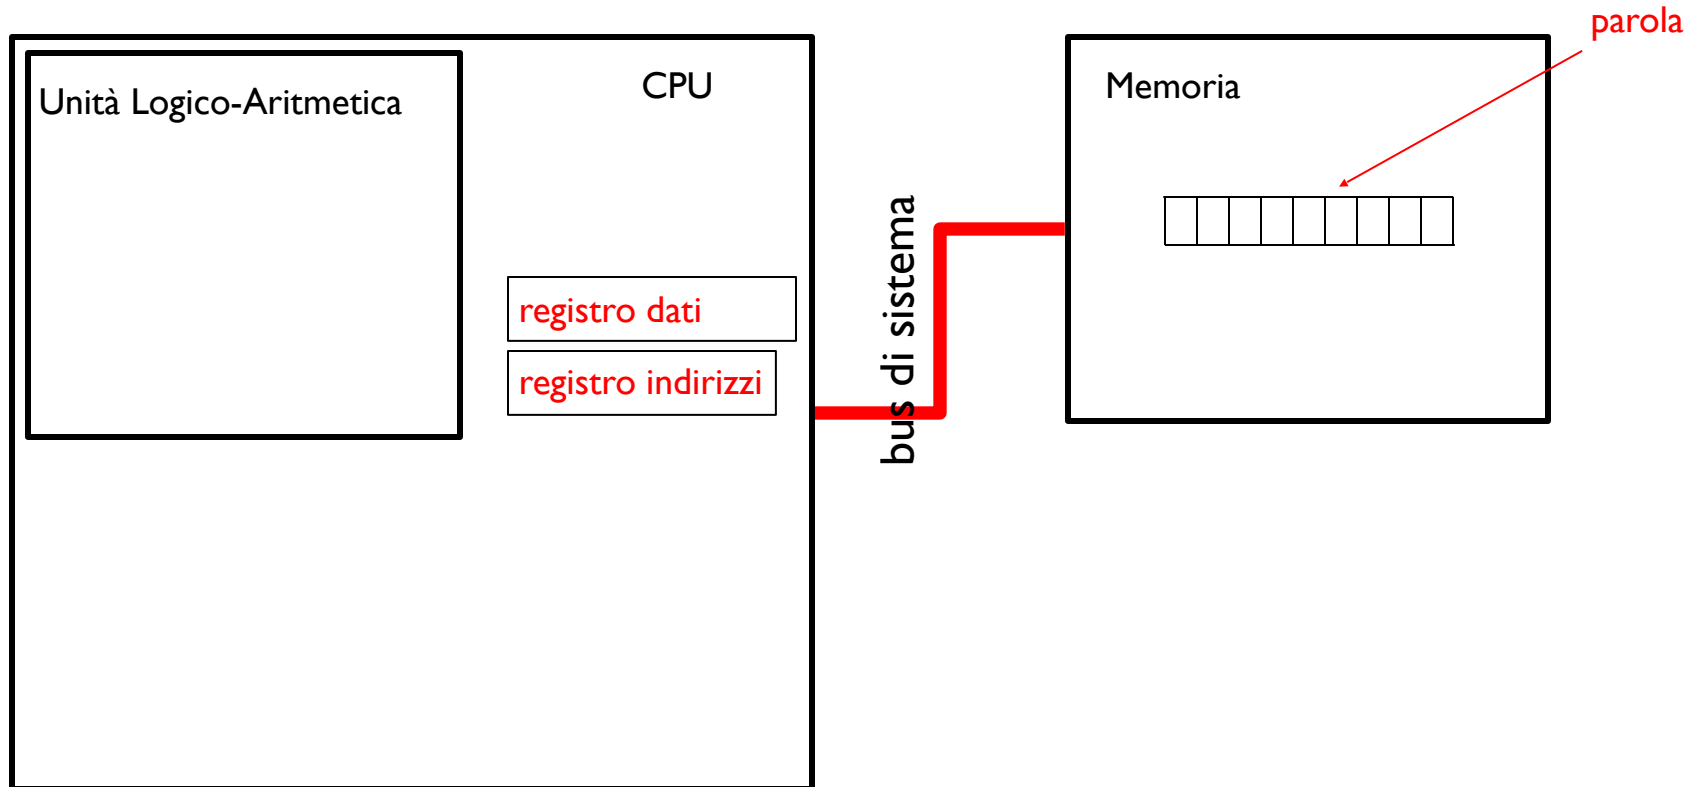 parola
CPU
Memoria
Unità Logico-Aritmetica
bus di sistema
registro dati
registro indirizzi